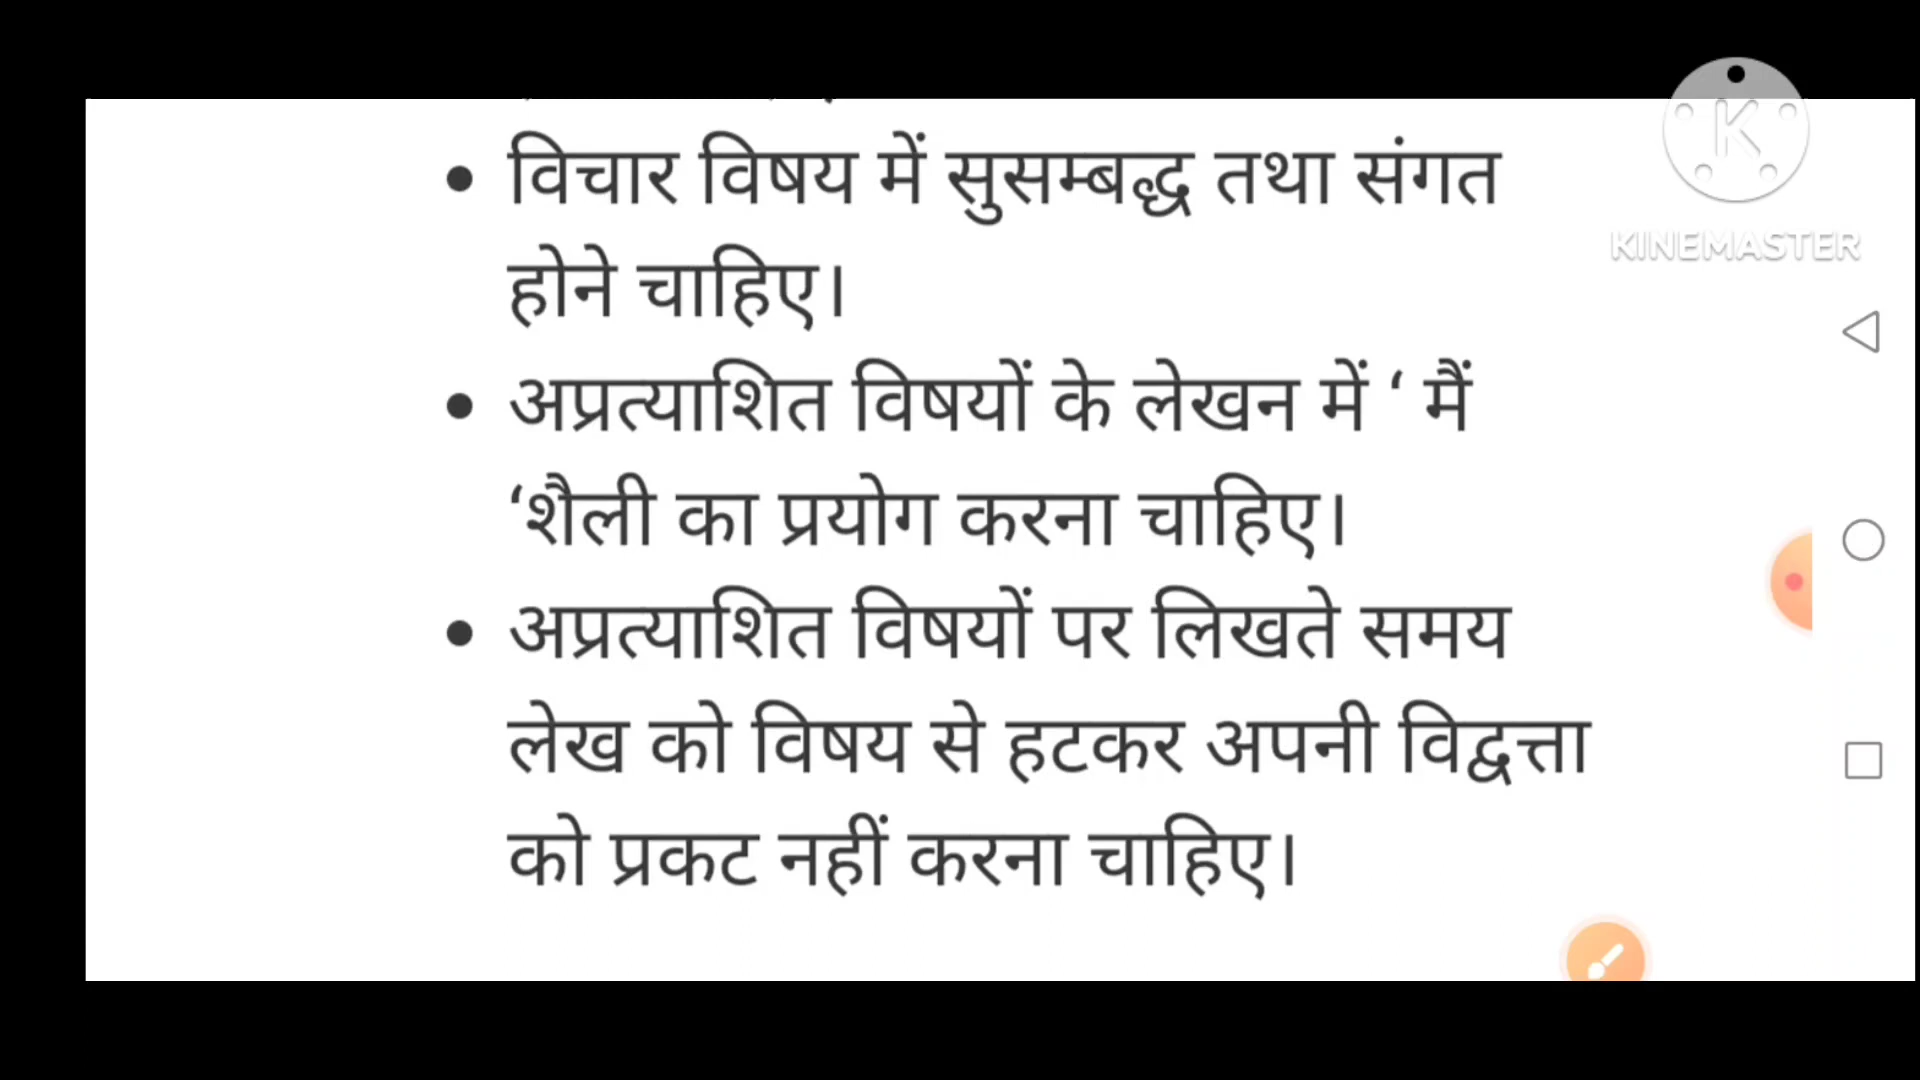 • विचार विषय में सुसम्बद्ध तथा संगत
होने चाहिए।
• अप्रत्याशित विषयों के लेखन में ‘ मैं
‘शैली का प्रयोग करना चाहिए।
• अप्रत्याशित विषयों पर लिखते समय
लेख को विषय से हटकर अपनी विद्वत्ता
को प्रकट नहीं करना चाहिए।
K
KINEMASTER